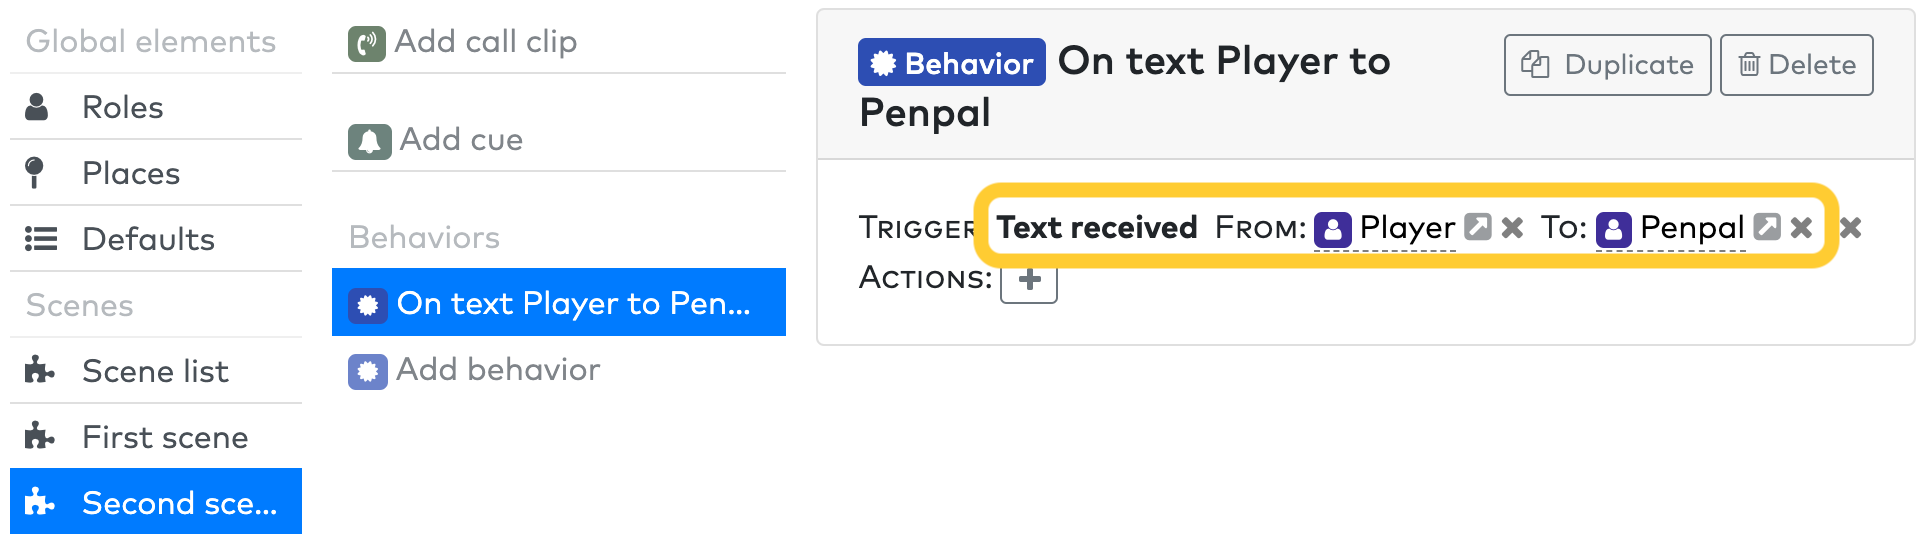 Global elements
Roles
Places
Defaults
Scenes
Scene list
First scene
Second sce...
Add call clip
Add cue
Behaviors
On text Player to Pen...
Add behavior
Behavior On text Player to
Penpal
Duplicate
Delete
TRIGGER Text received FROM: Player To: Penpal
ACTIONS: